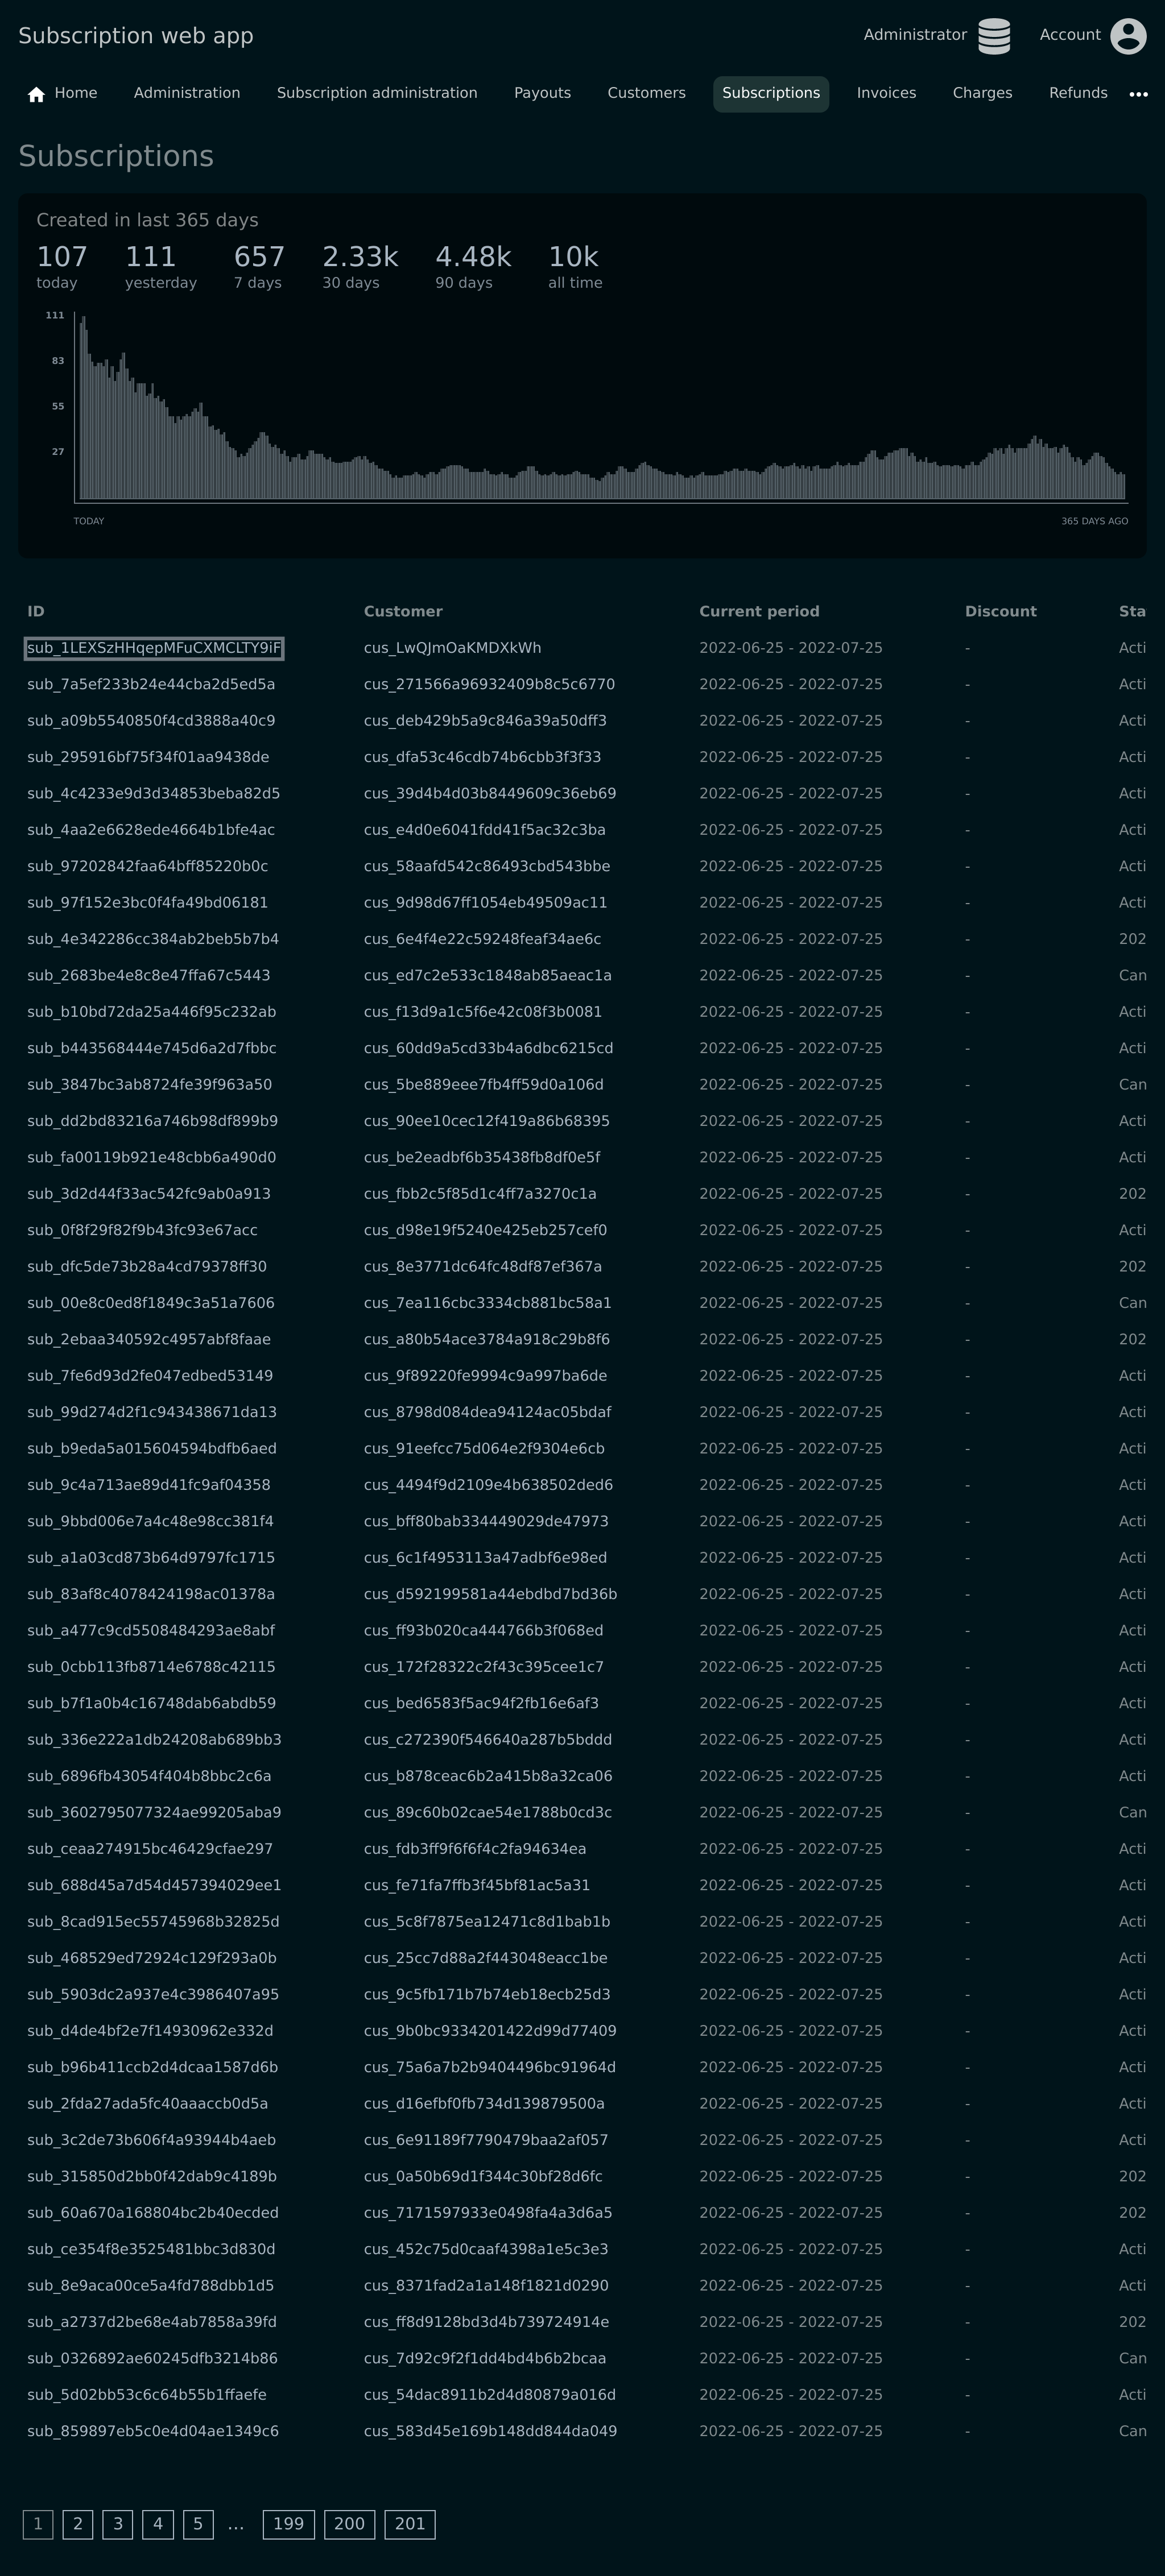 Subscription web app
Administrator
Account
Home Administration Subscription administration Payouts Customers Subscriptions Invoices Charges Refunds •••
Subscriptions
Created in last 365 days
107 111 657 2.33k 4.48k 10k
today yesterday 7 days 30 days 90 days all time
111
83
55
27
TODAY 365 DAYS AGO
ID Customer Current period Discount Sta
sub_1LEXSzHHqepMFuCXMCLTY9iF cus_LwQJmOaKMDXkWh 2022-06-25 - 2022-07-25 - Acti
sub_7a5ef233b24e44cba2d5ed5a cus_271566a96932409b8c5c6770 2022-06-25 - 2022-07-25 - Acti
sub_a09b5540850f4cd3888a40c9 cus_deb429b5a9c846a39a50dff3 2022-06-25 - 2022-07-25 - Acti
sub_295916bf75f34f01aa9438de cus_dfa53c46cdb74b6cbb3f3f33 2022-06-25 - 2022-07-25 - Acti
sub_4c4233e9d3d34853beba82d5 cus_39d4b4d03b8449609c36eb69 2022-06-25 - 2022-07-25 - Acti
sub_4aa2e6628ede4664b1bfe4ac cus_e4d0e6041fdd41f5ac32c3ba 2022-06-25 - 2022-07-25 - Acti
sub_97202842faa64bff85220b0c cus_58aafd542c86493cbd543bbe 2022-06-25 - 2022-07-25 - Acti
sub_97f152e3bc0f4fa49bd06181 cus_9d98d67ff1054eb49509ac11 2022-06-25 - 2022-07-25 - Acti
sub_4e342286cc384ab2beb5b7b4 cus_6e4f4e22c59248feaf34ae6c 2022-06-25 - 2022-07-25 - 202
sub_2683be4e8c8e47ffa67c5443 cus_ed7c2e533c1848ab85aeac1a 2022-06-25 - 2022-07-25 - Can
sub_b10bd72da25a446f95c232ab cus_f13d9a1c5f6e42c08f3b0081 2022-06-25 - 2022-07-25 - Acti
sub_b443568444e745d6a2d7fbbc cus_60dd9a5cd33b4a6dbc6215cd 2022-06-25 - 2022-07-25 - Acti
sub_3847bc3ab8724fe39f963a50 cus_5be889eee7fb4ff59d0a106d 2022-06-25 - 2022-07-25 - Can
sub_dd2bd83216a746b98df899b9 cus_90ee10cec12f419a86b68395 2022-06-25 - 2022-07-25 - Acti
sub_fa00119b921e48cbb6a490d0 cus_be2eadbf6b35438fb8df0e5f 2022-06-25 - 2022-07-25 - Acti
sub_3d2d44f33ac542fc9ab0a913 cus_fbb2c5f85d1c4ff7a3270c1a 2022-06-25 - 2022-07-25 - 202
sub_0f8f29f82f9b43fc93e67acc cus_d98e19f5240e425eb257cef0 2022-06-25 - 2022-07-25 - Acti
sub_dfc5de73b28a4cd79378ff30 cus_8e3771dc64fc48df87ef367a 2022-06-25 - 2022-07-25 - 202
sub_00e8c0ed8f1849c3a51a7606 cus_7ea116cbc3334cb881bc58a1 2022-06-25 - 2022-07-25 - Can
sub_2ebaa340592c4957abf8faae cus_a80b54ace3784a918c29b8f6 2022-06-25 - 2022-07-25 - 202
sub_7fe6d93d2fe047edbed53149 cus_9f89220fe9994c9a997ba6de 2022-06-25 - 2022-07-25 - Acti
sub_99d274d2f1c943438671da13 cus_8798d084dea94124ac05bdaf 2022-06-25 - 2022-07-25 - Acti
sub_b9eda5a015604594bdfb6aed cus_91eefcc75d064e2f9304e6cb 2022-06-25 - 2022-07-25 - Acti
sub_9c4a713ae89d41fc9af04358 cus_4494f9d2109e4b638502ded6 2022-06-25 - 2022-07-25 - Acti
sub_9bbd006e7a4c48e98cc381f4 cus_bff80bab334449029de47973 2022-06-25 - 2022-07-25 - Acti
sub_a1a03cd873b64d9797fc1715 cus_6c1f4953113a47adbf6e98ed 2022-06-25 - 2022-07-25 - Acti
sub_83af8c4078424198ac01378a cus_d592199581a44ebdbd7bd36b 2022-06-25 - 2022-07-25 - Acti
sub_a477c9cd5508484293ae8abf cus_ff93b020ca444766b3f068ed 2022-06-25 - 2022-07-25 - Acti
sub_0cbb113fb8714e6788c42115 cus_172f28322c2f43c395cee1c7 2022-06-25 - 2022-07-25 - Acti
sub_b7f1a0b4c16748dab6abdb59 cus_bed6583f5ac94f2fb16e6af3 2022-06-25 - 2022-07-25 - Acti
sub_336e222a1db24208ab689bb3 cus_c272390f546640a287b5bddd 2022-06-25 - 2022-07-25 - Acti
sub_6896fb43054f404b8bbc2c6a cus_b878ceac6b2a415b8a32ca06 2022-06-25 - 2022-07-25 - Acti
sub_3602795077324ae99205aba9 cus_89c60b02cae54e1788b0cd3c 2022-06-25 - 2022-07-25 - Can
sub_ceaa274915bc46429cfae297 cus_fdb3ff9f6f6f4c2fa94634ea 2022-06-25 - 2022-07-25 - Acti
sub_688d45a7d54d457394029ee1 cus_fe71fa7ffb3f45bf81ac5a31 2022-06-25 - 2022-07-25 - Acti
sub_8cad915ec55745968b32825d cus_5c8f7875ea12471c8d1bab1b 2022-06-25 - 2022-07-25 - Acti
sub_468529ed72924c129f293a0b cus_25cc7d88a2f443048eacc1be 2022-06-25 - 2022-07-25 - Acti
sub_5903dc2a937e4c3986407a95 cus_9c5fb171b7b74eb18ecb25d3 2022-06-25 - 2022-07-25 - Acti
sub_d4de4bf2e7f14930962e332d cus_9b0bc9334201422d99d77409 2022-06-25 - 2022-07-25 - Acti
sub_b96b411ccb2d4dcaa1587d6b cus_75a6a7b2b9404496bc91964d 2022-06-25 - 2022-07-25 - Acti
sub_2fda27ada5fc40aaaccb0d5a cus_d16efbf0fb734d139879500a 2022-06-25 - 2022-07-25 - Acti
sub_3c2de73b606f4a93944b4aeb cus_6e91189f7790479baa2af057 2022-06-25 - 2022-07-25 - Acti
sub_315850d2bb0f42dab9c4189b cus_0a50b69d1f344c30bf28d6fc 2022-06-25 - 2022-07-25 - 202
sub_60a670a168804bc2b40ecded cus_7171597933e0498fa4a3d6a5 2022-06-25 - 2022-07-25 - 202
sub_ce354f8e3525481bbc3d830d cus_452c75d0caaf4398a1e5c3e3 2022-06-25 - 2022-07-25 - Acti
sub_8e9aca00ce5a4fd788dbb1d5 cus_8371fad2a1a148f1821d0290 2022-06-25 - 2022-07-25 - Acti
sub_a2737d2be68e4ab7858a39fd cus_ff8d9128bd3d4b739724914e 2022-06-25 - 2022-07-25 - 202
sub_0326892ae60245dfb3214b86 cus_7d92c9f2f1dd4bd4b6b2bcaa 2022-06-25 - 2022-07-25 - Can
sub_5d02bb53c6c64b55b1ffaefe cus_54dac8911b2d4d80879a016d 2022-06-25 - 2022-07-25 - Acti
sub_859897eb5c0e4d04ae1349c6 cus_583d45e169b148dd844da049 2022-06-25 - 2022-07-25 - Can
1 2 3 4 5 ... 199 200 201